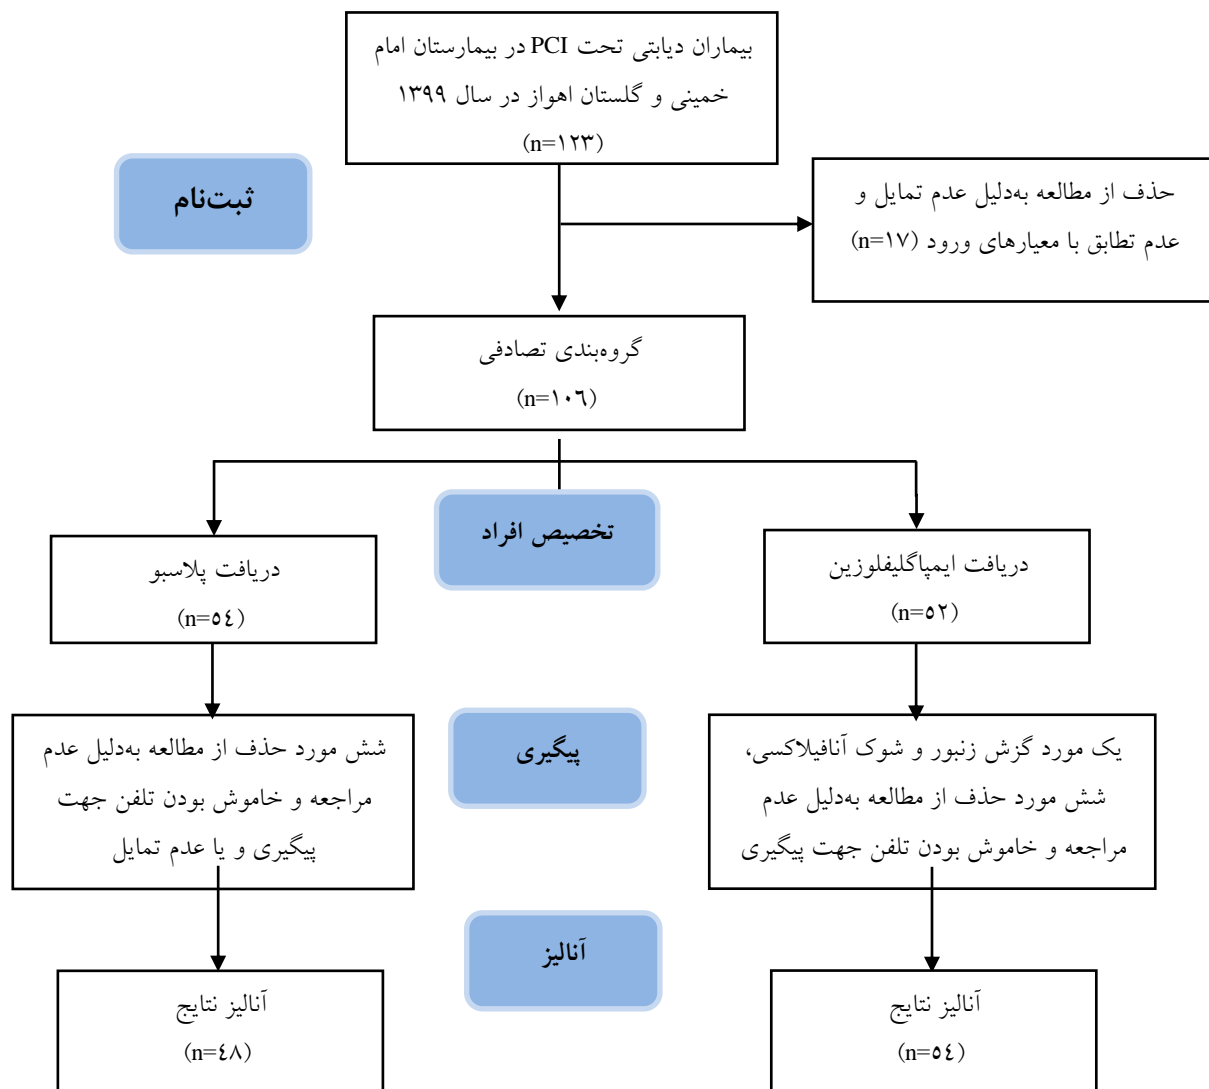 بیماران دیابتی تحت PCI در بیمارستان امام
خمینی و گلستان اهواز در سال ۱۳۹۹
(n=۱۲۳)
ثبت‌نام
حذف از مطالعه به‌دلیل عدم تمایل و
عدم تطابق با معیارهای ورود (n=۱۷)
گروه‌بندی تصادفی
(n=۱۰٦)
تخصیص افراد
دریافت ایمپاگلیفلوزین
(n=٥۲)
دریافت پلاسبو
(n=٥٤)
پیگیری
یک مورد گزش زنبور و شوک آنافیلاکسی،
شش مورد حذف از مطالعه به‌دلیل عدم
مراجعه و خاموش بودن تلفن جهت پیگیری
شش مورد حذف از مطالعه به‌دلیل عدم
مراجعه و خاموش بودن تلفن جهت
پیگیری و یا عدم تمایل
آنالیز
آنالیز نتایج
(n=٥٤)
آنالیز نتایج
(n=٤۸)